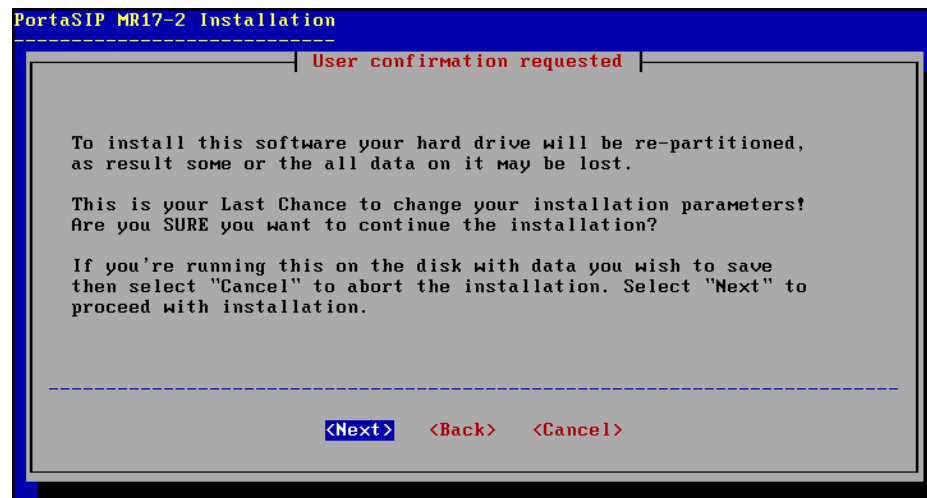 PortaSIP MR17-2 Installation
----------------------------
User confirmation requested
To install this software your hard drive will be re-partitioned,
as result some or the all data on it may be lost.
This is your Last Chance to change your installation parameters!
Are you SURE you want to continue the installation?
If you're running this on the disk with data you wish to save
then select "Cancel" to abort the installation. Select "Next" to
proceed with installation.
<Next> <Back> <Cancel>